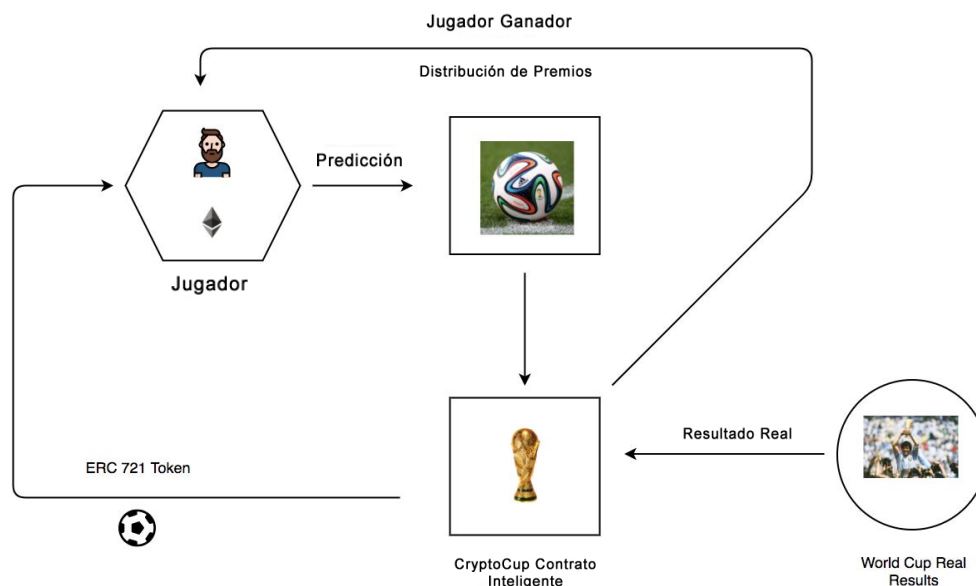 Jugador Ganador
Distribución de Premios
Predicción
Jugador
Resultado Real
ERC 721 Token
CryptoCup Contrato
Inteligente
World Cup Real
Results